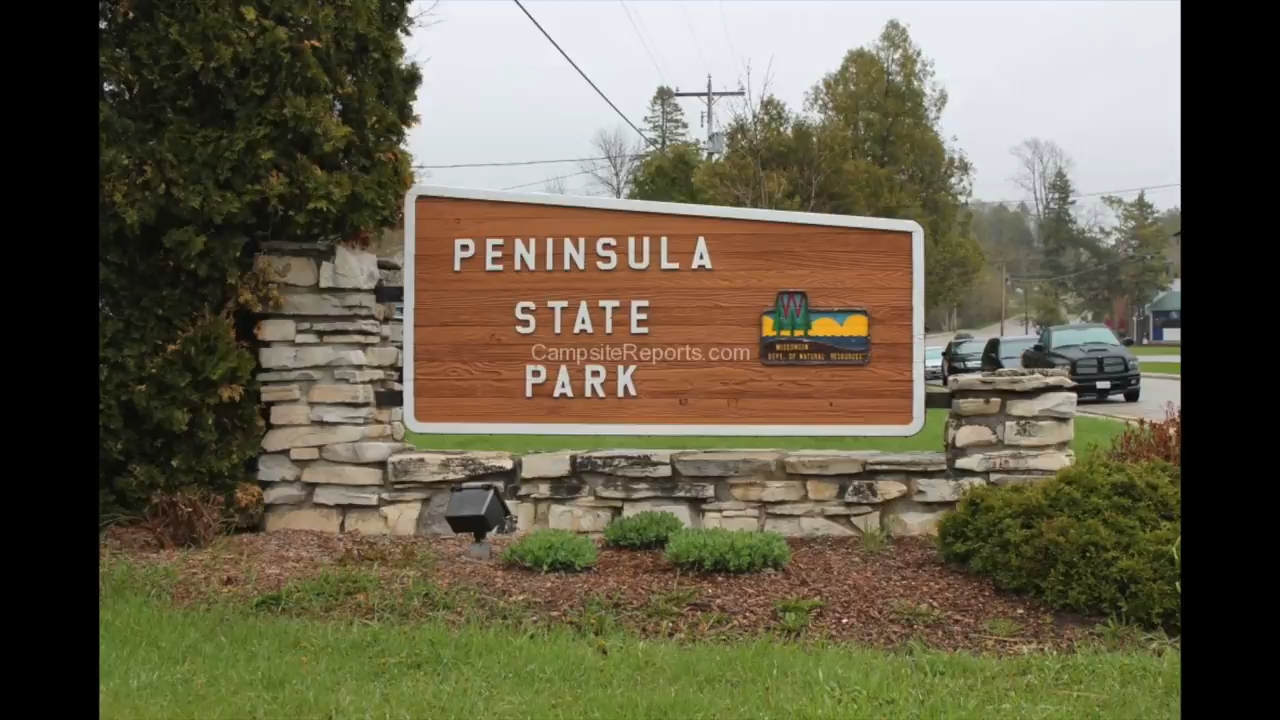 PENINSULA
STATE
CampsiteReports.com
PARK
W
WISCONSIN
DEPT. OF NATURAL RESOURCES